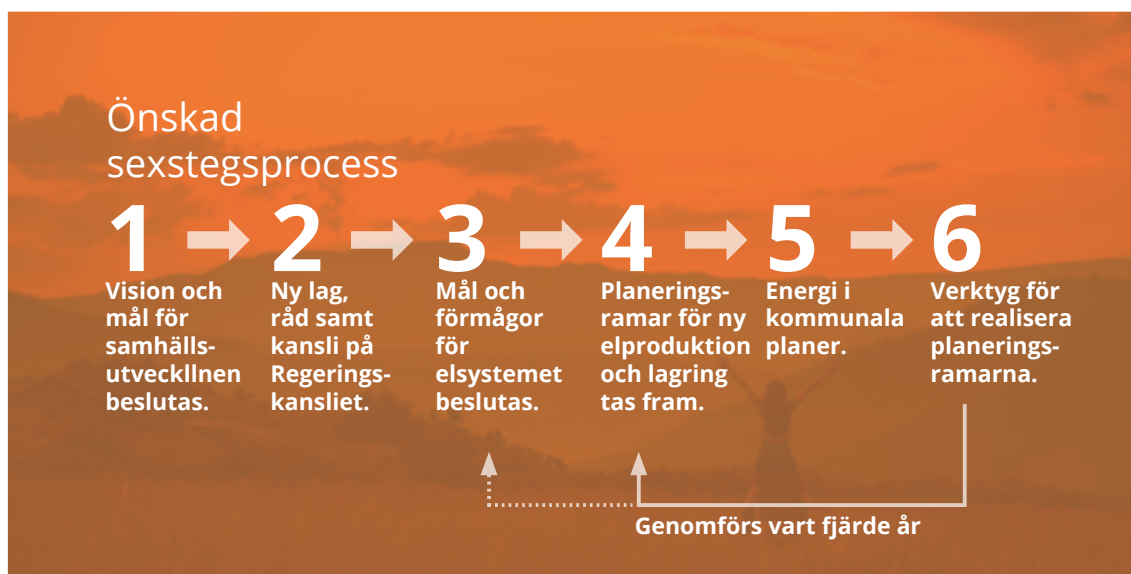 Önskad
sexstegsprocess
1
Vision och
mål för
samhälls-
utveckllnen
beslutas.
2
Ny lag,
råd samt
kansli på
Regerings-
kansliet.
3
Mål och
förmågor
för
elsystemet
beslutas.
4
Planerings-
ramar för ny
elproduktion
och lagring
tas fram.
5
Energi i
kommunala
planer.
6
Verktyg för
att realisera
planerings-
ramarna.
Genomförs vart fjärde år